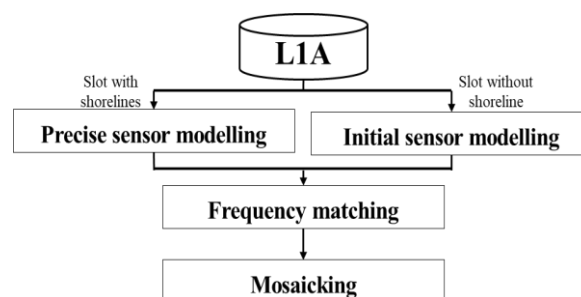 L1A
Slot with
shorelines
Slot without
shoreline
Precise sensor modelling
Initial sensor modelling
Frequency matching
Mosaicking